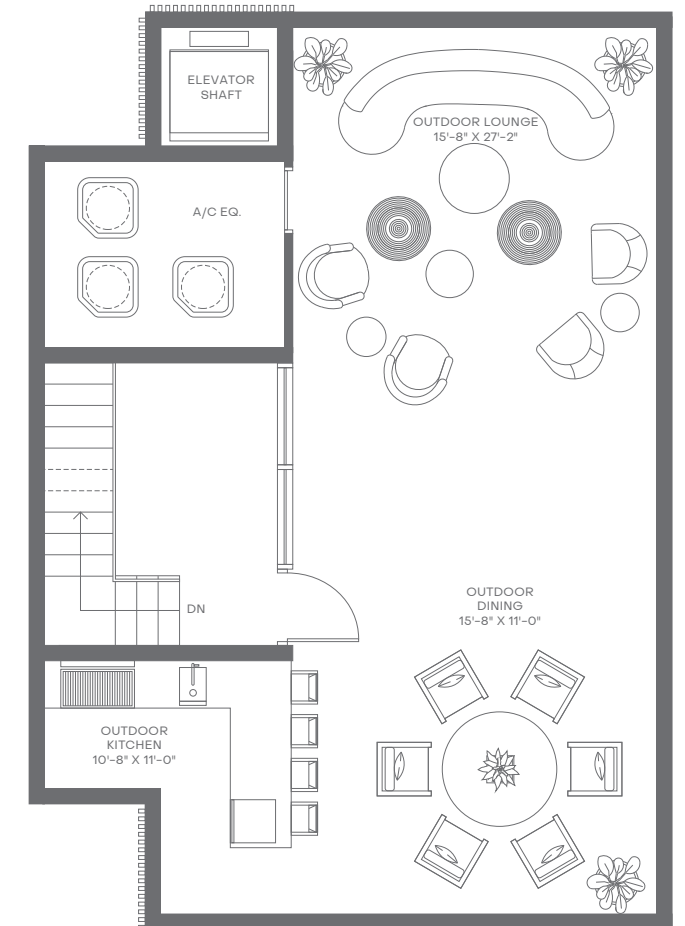 ELEVATOR
SHAFT
OUTDOOR LOUNGE
15'-8" X 27'-2"
A/C EQ.
OUTDOOR
DINING
15'-8" X 11'-0"
DN
OUTDOOR
KITCHEN
10'-8" X 11'-0"